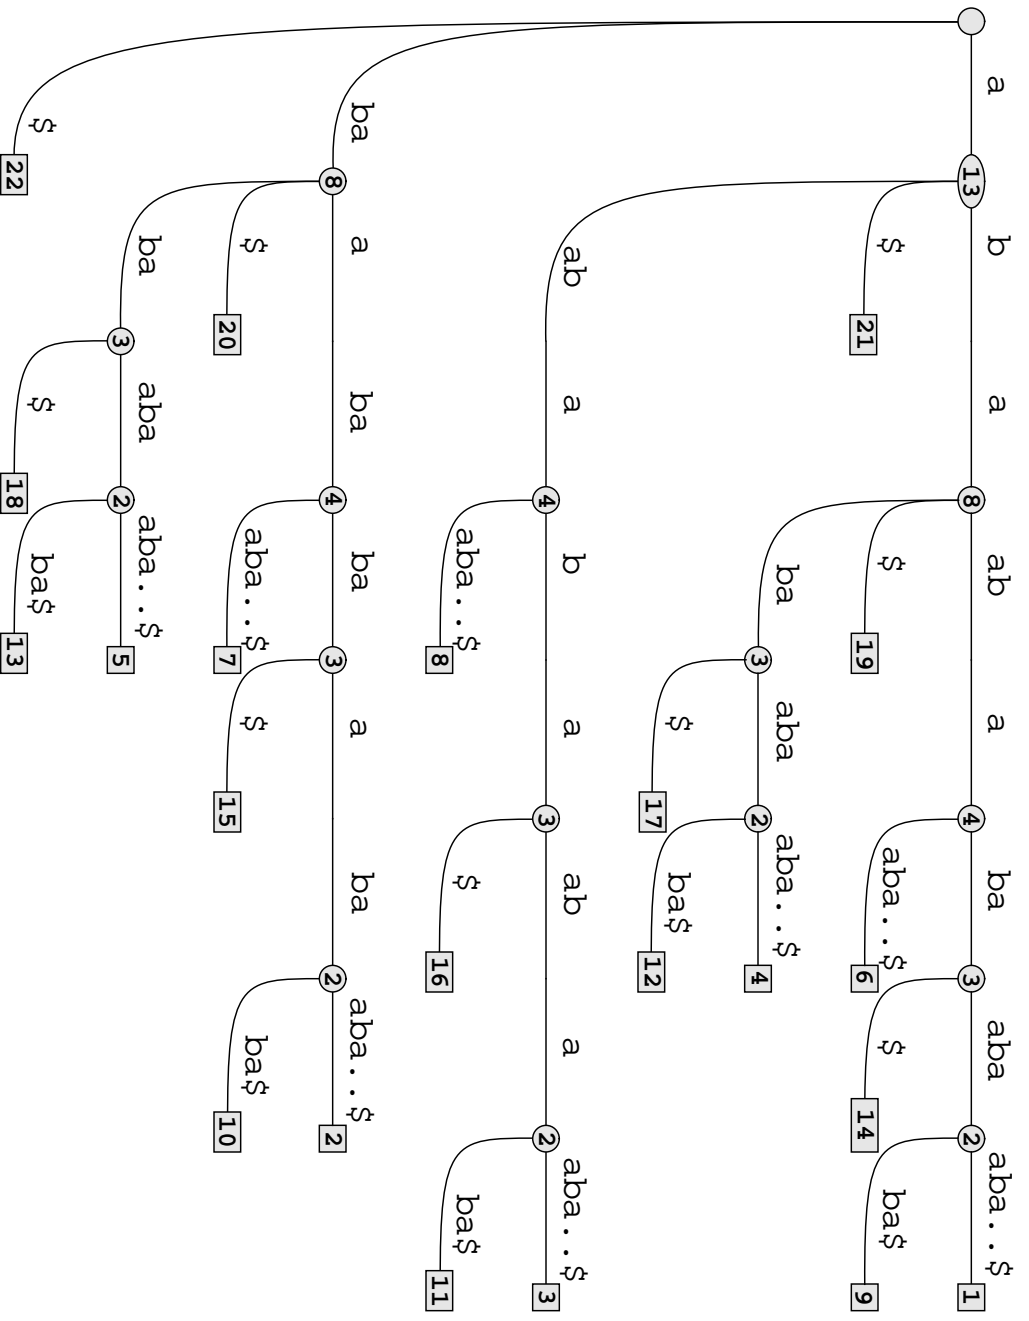 a b a ab a ba aba aba..$
13 8 4 3 2 1
$ $ aba..$ $ ba$
21 19 6 14 9
ba aba aba..$
3 2 4
$ ba$
17 12
ab a b a ab a aba..$
4 3 2 3
aba..$ $ ba$
8 16 11
ba a ba ba a ba aba..$
8 4 3 2 2
$ aba..$ $ ba$
20 7 15 10
ba aba aba..$
3 2 5
$ $ ba$
22 18 13